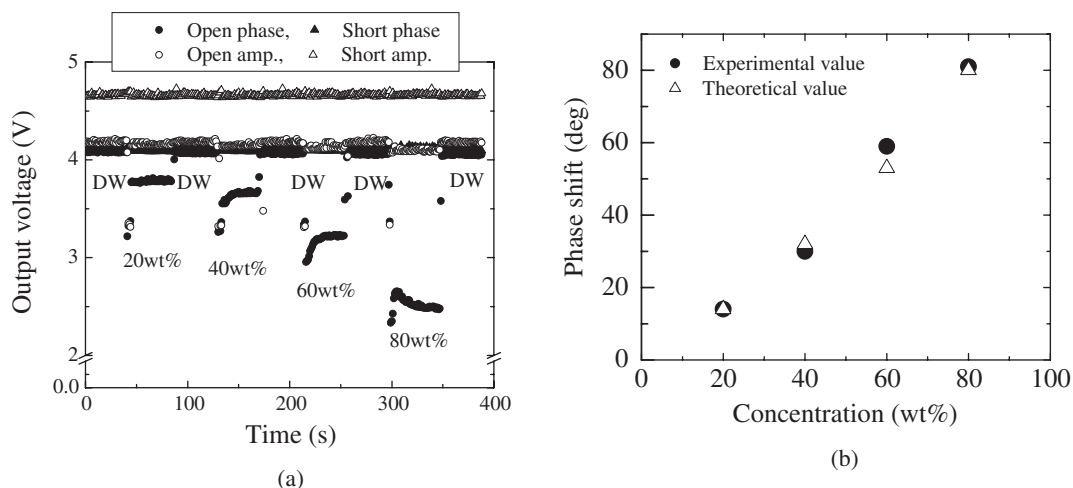 Open phase, Short phase
Open amp., Short amp.
5
4
3
2
0.0
Output voltage (V)
DW DW DW DW DW
20wt%
40wt%
60wt%
80wt%
0 100 200 300 400
Time (s)
(a)
80
60
40
20
0
Phase shift (deg)
Experimental value
Theoretical value
0 20 40 60 80 100
Concentration (wt%)
(b)